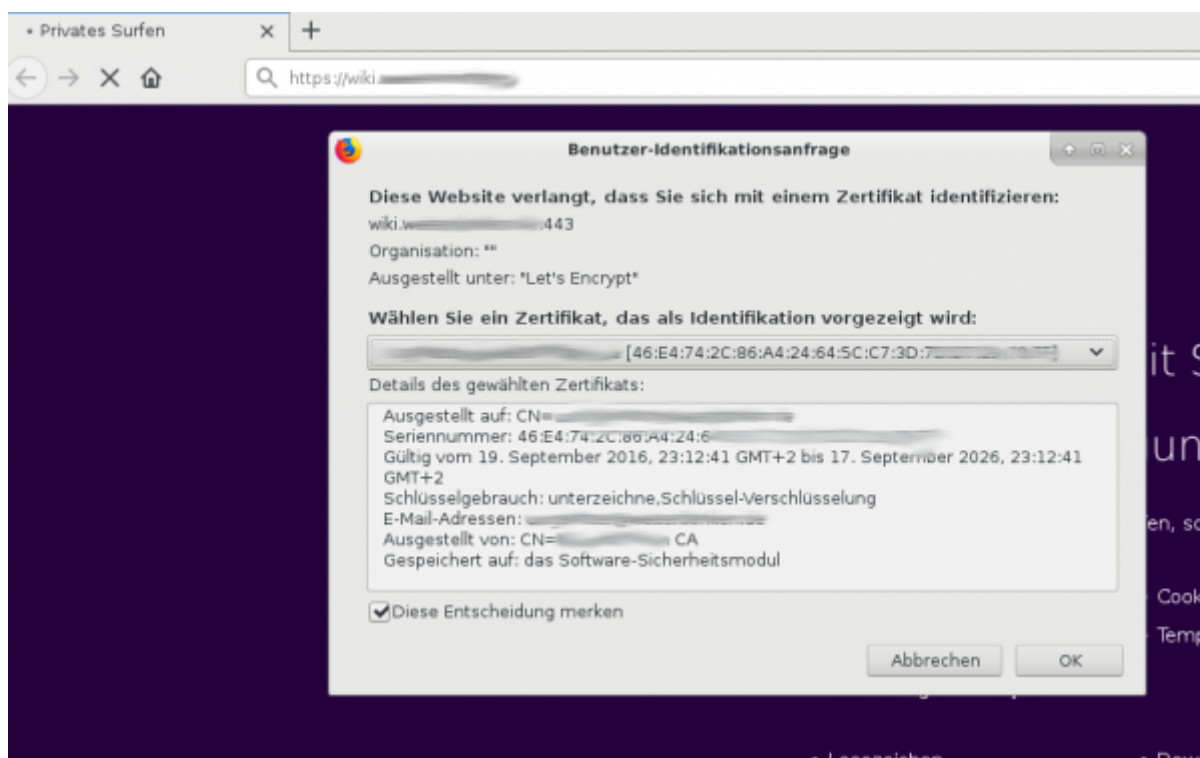 • Privates Surfen
https://wiki.
Benutzer-Identifikationsanfrage
Diese Website verlangt, dass Sie sich mit einem Zertifikat identifizieren:
wiki.w :443
Organisation: ""
Ausgestellt unter: "Let's Encrypt"
Wählen Sie ein Zertifikat, das als Identifikation vorgezeigt wird:
[46:E4:74:2C:86:A4:24:64:5C:C7:3D:7
Details des gewählten Zertifikats:
Ausgestellt auf: CN=
Seriennummer: 46:E4:74:2C:86:A4:24:6
Gültig vom 19. September 2016, 23:12:41 GMT+2 bis 17. September 2026, 23:12:41
GMT+2
Schlüsselgebrauch: unterzeichne,Schlüssel-Verschlüsselung
E-Mail-Adressen:
Ausgestellt von: CN= CA
Gespeichert auf: das Software-Sicherheitsmodul
Diese Entscheidung merken
Abbrechen OK
it S
un
en, so
Cook
Temp